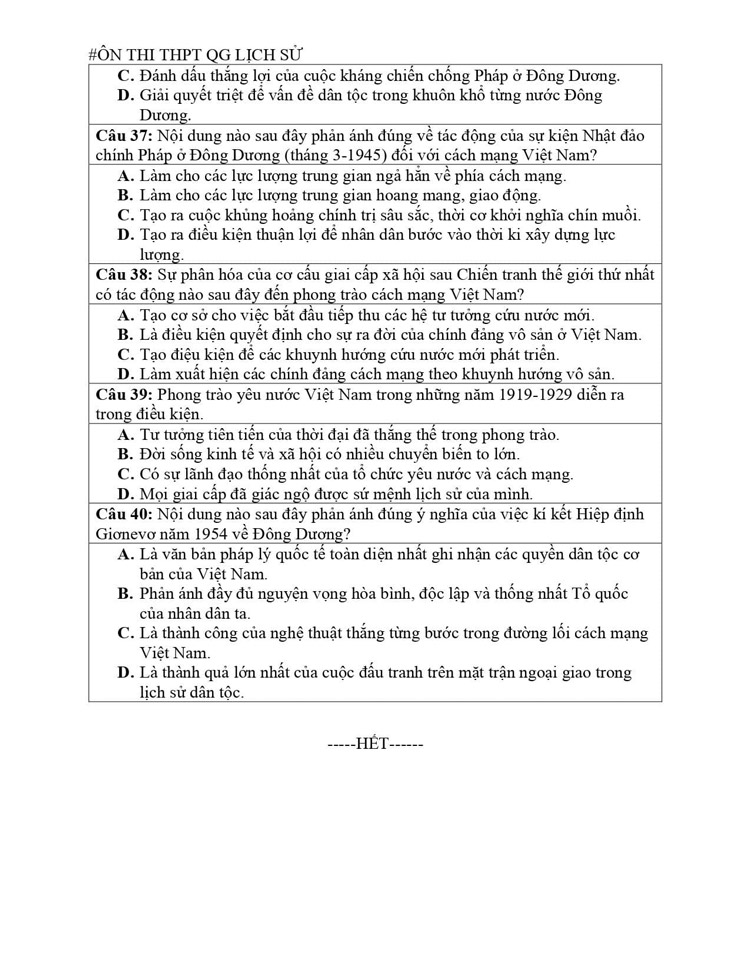 #ÔN THI THPT QG LỊCH SỬ
C. Đánh dấu thắng lợi của cuộc kháng chiến chống Pháp ở Đông Dương.
D. Giải quyết triệt để vấn đề dân tộc trong khuôn khổ từng nước Đông
Dương.
Câu 37: Nội dung nào sau đây phản ánh đúng về tác động của sự kiện Nhật đảo
chính Pháp ở Đông Dương (tháng 3-1945) đối với cách mạng Việt Nam?
A. Làm cho các lực lượng trung gian ngả hẳn về phía cách mạng.
B. Làm cho các lực lượng trung gian hoang mang, giao động.
C. Tạo ra cuộc khủng hoảng chính trị sâu sắc, thời cơ khởi nghĩa chín muồi.
D. Tạo ra điều kiện thuận lợi để nhân dân bước vào thời kì xây dựng lực
lượng.
Câu 38: Sự phân hóa của cơ cấu giai cấp xã hội sau Chiến tranh thế giới thứ nhất
có tác động nào sau đây đến phong trào cách mạng Việt Nam?
A. Tạo cơ sở cho việc bắt đầu tiếp thu các hệ tư tưởng cứu nước mới.
B. Là điều kiện quyết định cho sự ra đời của chính đảng vô sản ở Việt Nam.
C. Tạo điệu kiện để các khuynh hướng cứu nước mới phát triển.
D. Làm xuất hiện các chính đảng cách mạng theo khuynh hướng vô sản.
Câu 39: Phong trào yêu nước Việt Nam trong những năm 1919-1929 diễn ra
trong điều kiện.
A. Tư tưởng tiên tiến của thời đại đã thắng thế trong phong trào.
B. Đời sống kinh tế và xã hội có nhiều chuyển biến to lớn.
C. Có sự lãnh đạo thống nhất của tổ chức yêu nước và cách mạng.
D. Mọi giai cấp đã giác ngộ được sứ mệnh lịch sử của mình.
Câu 40: Nội dung nào sau đây phản ánh đúng ý nghĩa của việc kí kết Hiệp định
Giơnevơ năm 1954 về Đông Dương?
A. Là văn bản pháp lý quốc tế toàn diện nhất ghi nhận các quyền dân tộc cơ
bản của Việt Nam.
B. Phản ánh đầy đủ nguyện vọng hòa bình, độc lập và thống nhất Tổ quốc
của nhân dân ta.
C. Là thành công của nghệ thuật thắng từng bước trong đường lối cách mạng
Việt Nam.
D. Là thành quả lớn nhất của cuộc đấu tranh trên mặt trận ngoại giao trong
lịch sử dân tộc.
-----HẾT------